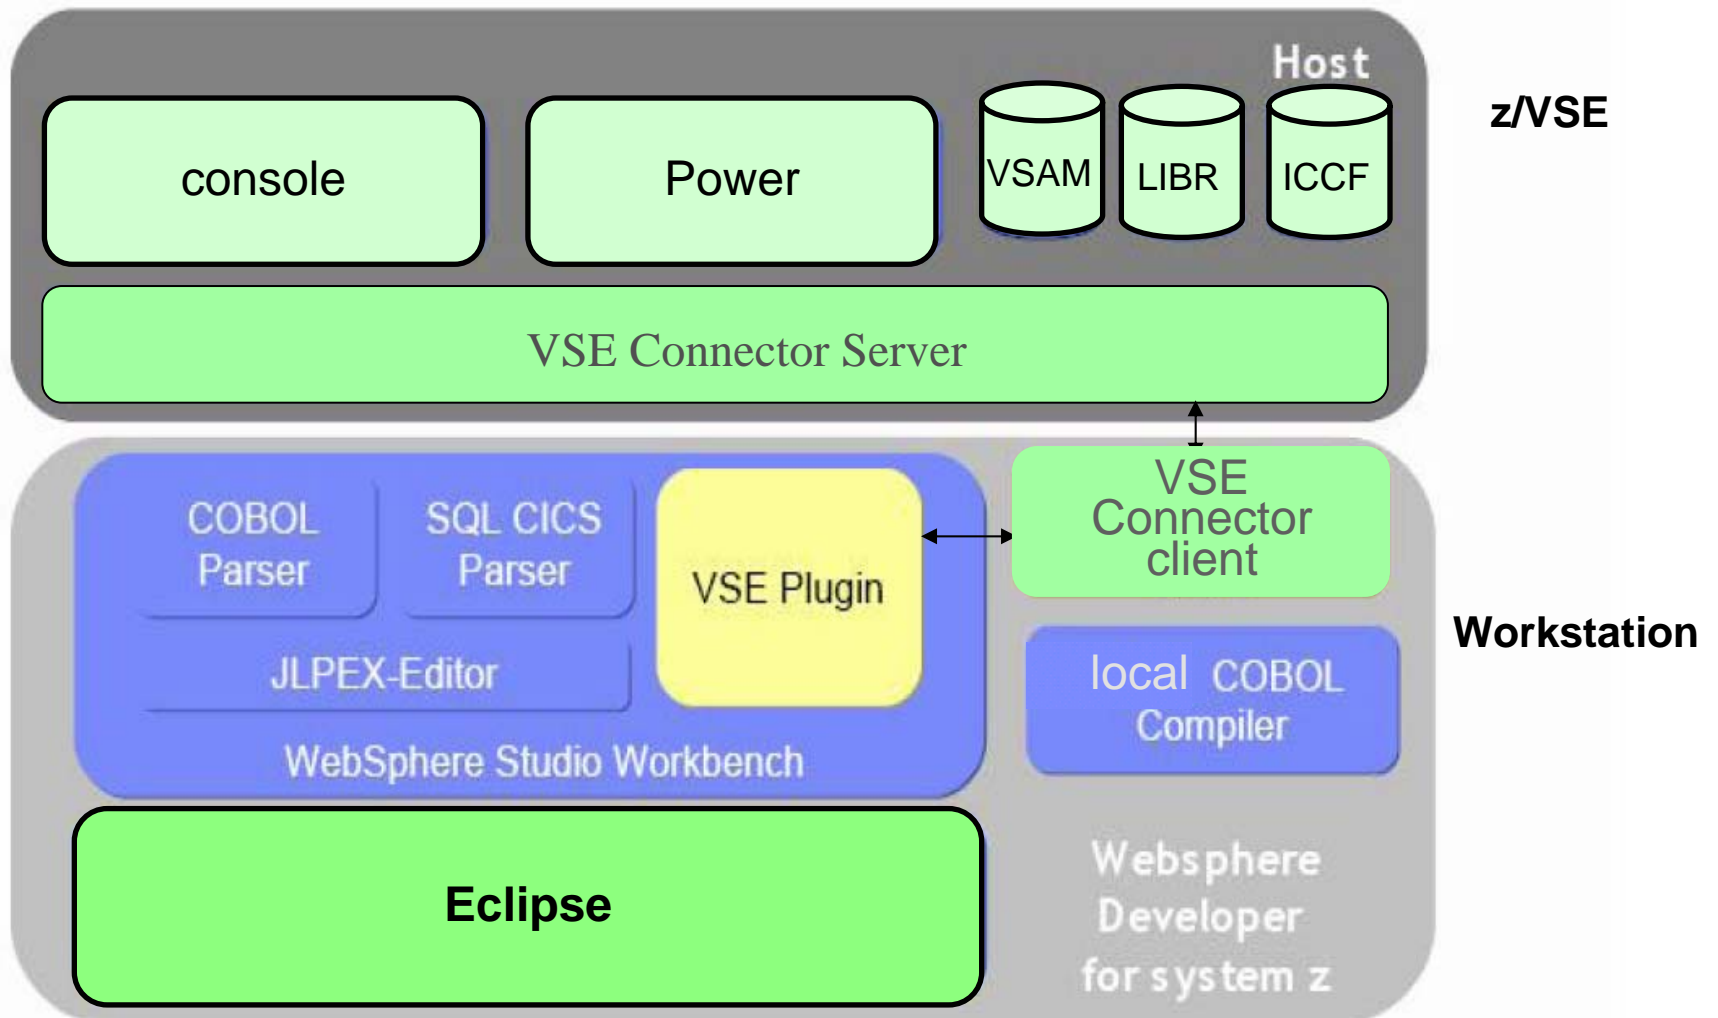 Host
z/VSE
console
Power
VSAM
LIBR
ICCF
VSE Connector Server
COBOL
Parser
SQL CICS
Parser
VSE Plugin
JLPEX-Editor
WebSphere Studio Workbench
VSE
Connector
client
Workstation
local COBOL
Compiler
Eclipse
Websphere
Developer
for system z